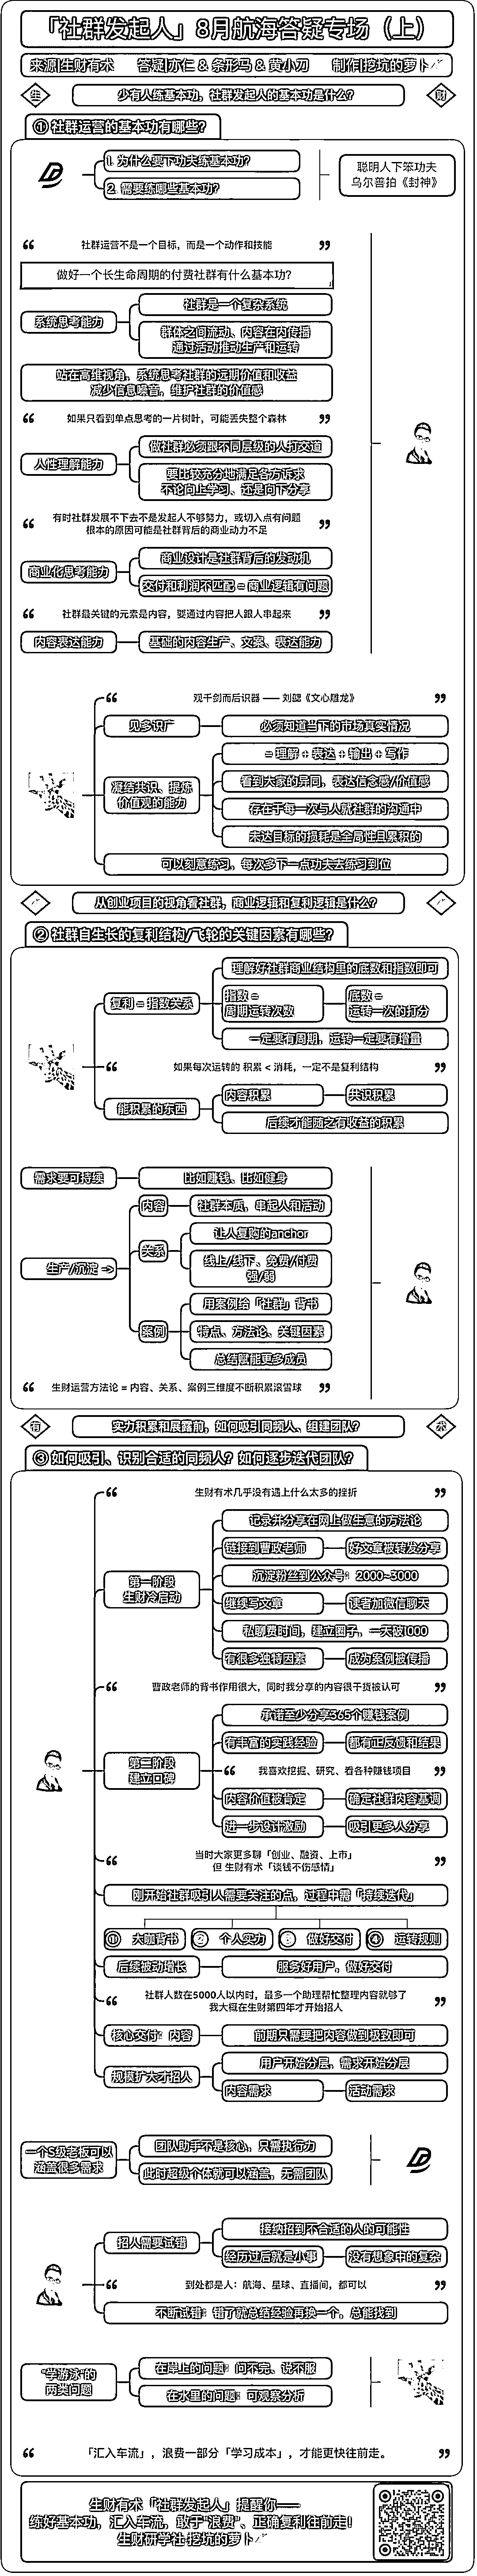 「社群发起人」8月航海答疑专场（上）
来源|生财有术 答疑|亦仁 & 条形马 & 黄小刀 制作|挖坑的萝卜
生 少有人练基本功，社群发起人的基本功是什么？ 财
① 社群运营的基本功有哪些？
1. 为什么要下功夫练基本功？
2. 需要练哪些基本功？
聪明人下笨功夫
乌尔善拍《封神》
“ 社群运营不是一个目标，而是一个动作和技能 ”
做好一个长生命周期的付费社群有什么基本功？
系统思考能力
社群是一个复杂系统
群体之间流动、内容在内传播
通过活动推动生产和运转
站在高维视角，系统思考社群的远期价值和收益
减少信息噪音，维护社群的价值感
“ 如果只看到单点思考的一片树叶，可能丢失整个森林 ”
人性理解能力
做社群必须跟不同层级的人打交道
要比较充分地满足各方诉求
不论向上学习、还是向下分享
“ 有时社群发展不下去不是发起人不够努力，或切入点有问题
根本的原因可能是社群背后的商业动力不足 ”
商业化思考能力
商业设计是社群背后的发动机
交付和利润不匹配 = 商业逻辑有问题
“ 社群最关键的元素是内容，要通过内容把人跟人串起来 ”
内容表达能力
基础的内容生产、文案、表达能力
“ 观千剑而后识器 —— 刘勰《文心雕龙》 ”
见多识广
必须知道当下的市场真实情况
凝结共识、提炼
价值观的能力
= 理解 + 表达 + 输出 + 写作
看到大家的异同，表达信念感/价值感
存在于每一次与人就社群的沟通中
未达目标的损耗是全局性且累积的
可以刻意练习，每次多下一点功夫去练习到位
从创业项目的视角看社群，商业逻辑和复利逻辑是什么？
② 社群自生长的复利结构/飞轮的关键因素有哪些？
复利 = 指数关系
理解好社群商业结构里的底数和指数即可
指数 =
周期运转次数
底数 =
运转一次的打分
一定要有周期，运转一定要有增量
“ 如果每次运转的 积累 < 消耗，一定不是复利结构 ”
能积累的东西
内容积累
共识积累
后续才能随之有收益的积累
需求要可持续
比如赚钱、比如健身
生产/沉淀 ->
内容
社群本质，串起人和活动
关系
让人复购的anchor
线上/线下、免费/付费
强/弱
案例
用案例给「社群」背书
特点、方法论、关键因素
总结赋能更多成员
“ 生财运营方法论 = 内容、关系、案例三维度不断积累滚雪球 ”
有 实力积累和展露前，如何吸引同频人、组建团队？ 术
③ 如何吸引、识别合适的同频人？如何逐步迭代团队？
“ 生财有术几乎没有遇上什么太多的挫折 ”
第一阶段
生财冷启动
记录并分享在网上做生意的方法论
链接到曹政老师
好文章被转发分享
沉淀粉丝到公众号：2000~3000
继续写文章
读者加微信聊天
私聊费时间，建立圈子，一天破1000
有很多独特因素
成为案例被传播
“ 曹政老师的背书作用很大，同时我分享的内容很干货被认可 ”
第二阶段
建立口碑
承诺至少分享365个赚钱案例
有丰富的实践经验
都有正反馈和结果
“ 我喜欢挖掘、研究、看各种赚钱项目 ”
内容价值被肯定
确定社群内容基调
进一步设计激励
吸引更多人分享
“ 当时大家更多聊「创业、融资、上市」
但 生财有术「谈钱不伤感情」 ”
刚开始社群吸引人需要关注的点，过程中需「持续迭代」
① 大咖背书
② 个人实力
③ 做好交付
④ 运转规则
后续被动增长
服务好用户，做好交付
“ 社群人数在5000人以内时，最多一个助理帮忙整理内容就够了
我大概在生财第四年才开始招人 ”
核心交付：内容
前期只需要把内容做到极致即可
规模扩大才招人
用户开始分层，需求开始分层
内容需求
活动需求
一个S级老板可以
涵盖很多需求
团队助手不是核心，只需执行力
此时超级个体就可以涵盖，无需团队
招人需要试错
接纳招到不合适的人的可能性
经历过后就是小事
没有想象中的复杂
“ 到处都是人：航海、星球、直播间，都可以 ”
不断试错：错了就总结经验再换一个，总能找到
“学游泳”的
两类问题
在岸上的问题：问不完、说不服
在水里的问题：可观察分析
“ 「汇入车流」，浪费一部分「学习成本」，才能更快往前走。 ”
生财有术「社群发起人」提醒你——
练好基本功，汇入车流，敢于“浪费”、正确复利往前走！
生财研学社·挖坑的萝卜